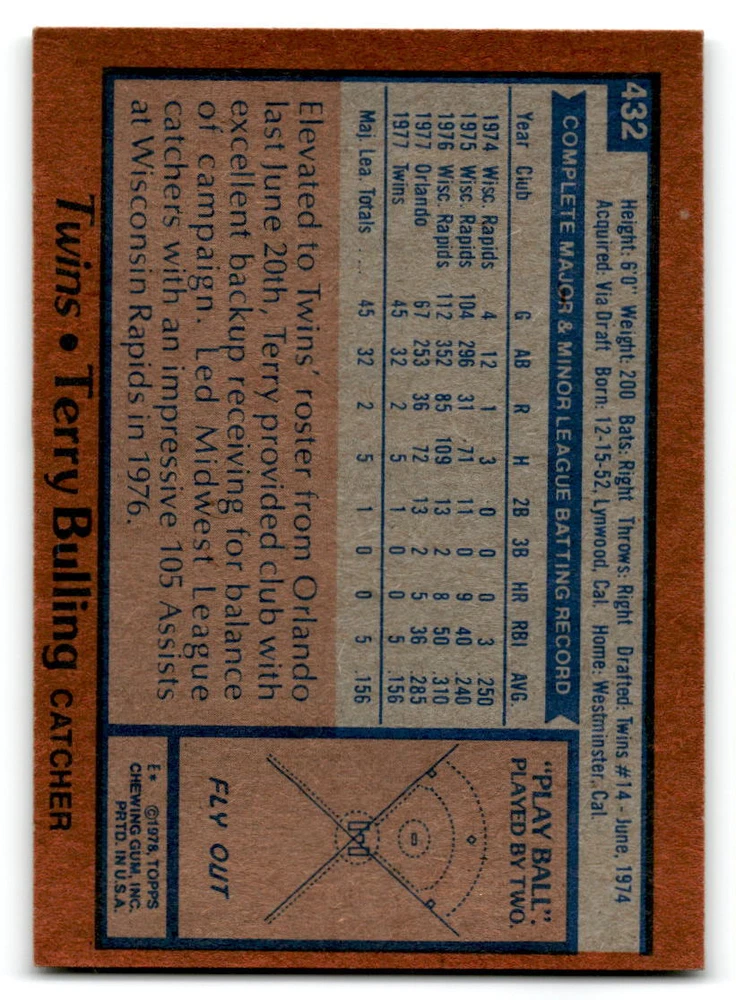 432
Height: 6'0" Weight: 200 Bats: Right Throws: Right Drafted: Twins #14 - June, 1974
Acquired: Via Draft Born: 12-15-52, Lynwood, Cal. Home: Westminster, Cal.
COMPLETE MAJOR & MINOR LEAGUE BATTING RECORD
Year Club G AB R H 2B 3B HR RBI AVG.
1974 Wisc. Rapids 4 12 1 3 0 0 0 3 .250
1975 Wisc. Rapids 104 296 31 .71 11 0 9 40 .240
1976 Wisc. Rapids 112 352 85 109 13 2 8 50 .310
1977 Orlando 67 253 36 72 13 2 5 36 .285
1977 Twins 45 32 2 5 1 0 0 5 .156
Maj. Lea. Totals .... 45 32 2 5 1 0 0 5 .156
Elevated to Twins' roster from Orlando
last June 20th, Terry provided club with
excellent backup receiving for balance
of campaign. Led Midwest League
catchers with an impressive 105 Assists
at Wisconsin Rapids in 1976.
"PLAY BALL".
PLAYED BY TWO.
FLY OUT
E* ©1978, TOPPS
CHEWING GUM, INC.
PRTD. IN U.S.A.
Twins • Terry Bulling CATCHER